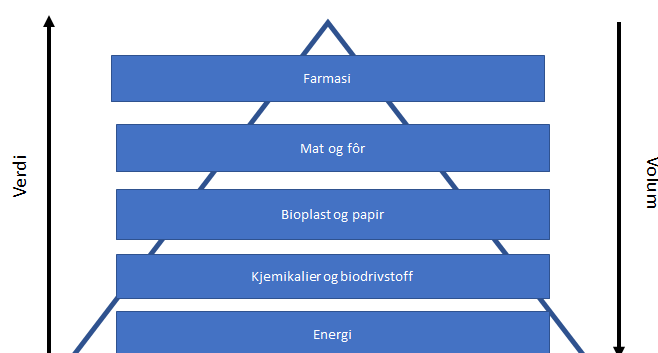 Farmasi
Mat og fôr
Verdi
Volum
Bioplast og papir
Kjemikalier og biodrivstoff
Energi